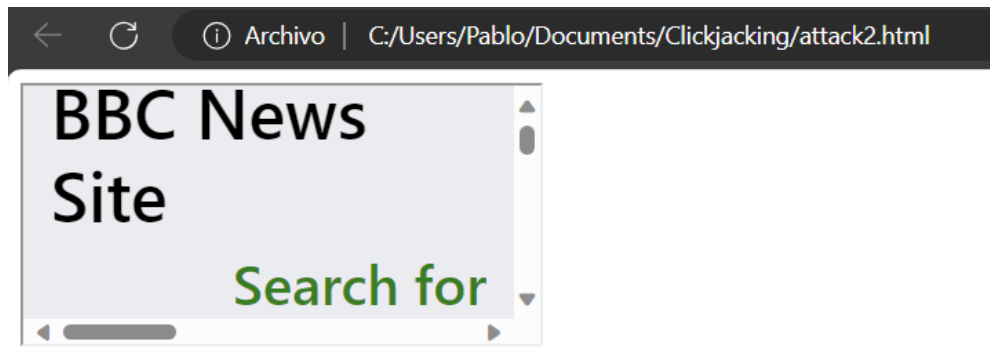 Archivo | C:/Users/Pablo/Documents/Clickjacking/attack2.html
BBC News
Site
Search for